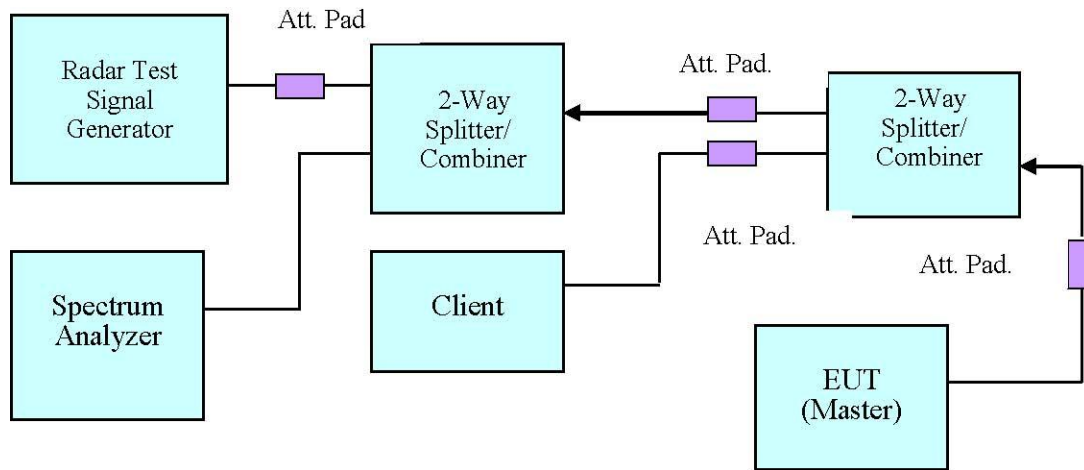 Att. Pad
Radar Test
Signal
Generator
2-Way
Splitter/
Combiner
Att. Pad.
2-Way
Splitter/
Combiner
Att. Pad.
Att. Pad.
Spectrum
Analyzer
Client
EUT
(Master)